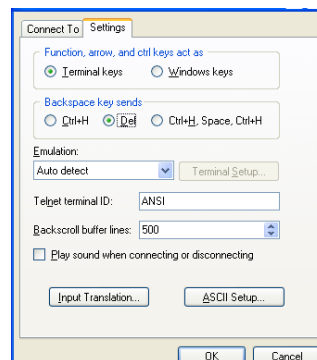 Connect To Settings
Function, arrow, and ctrl keys act as
Terminal keys Windows keys
Backspace key sends
Ctrl+H Del Ctrl+H, Space, Ctrl+H
Emulation:
Auto detect Terminal Setup...
Telnet terminal ID: ANSI
Backscroll buffer lines: 500
Play sound when connecting or disconnecting
Input Translation... ASCII Setup...
OK Cancel